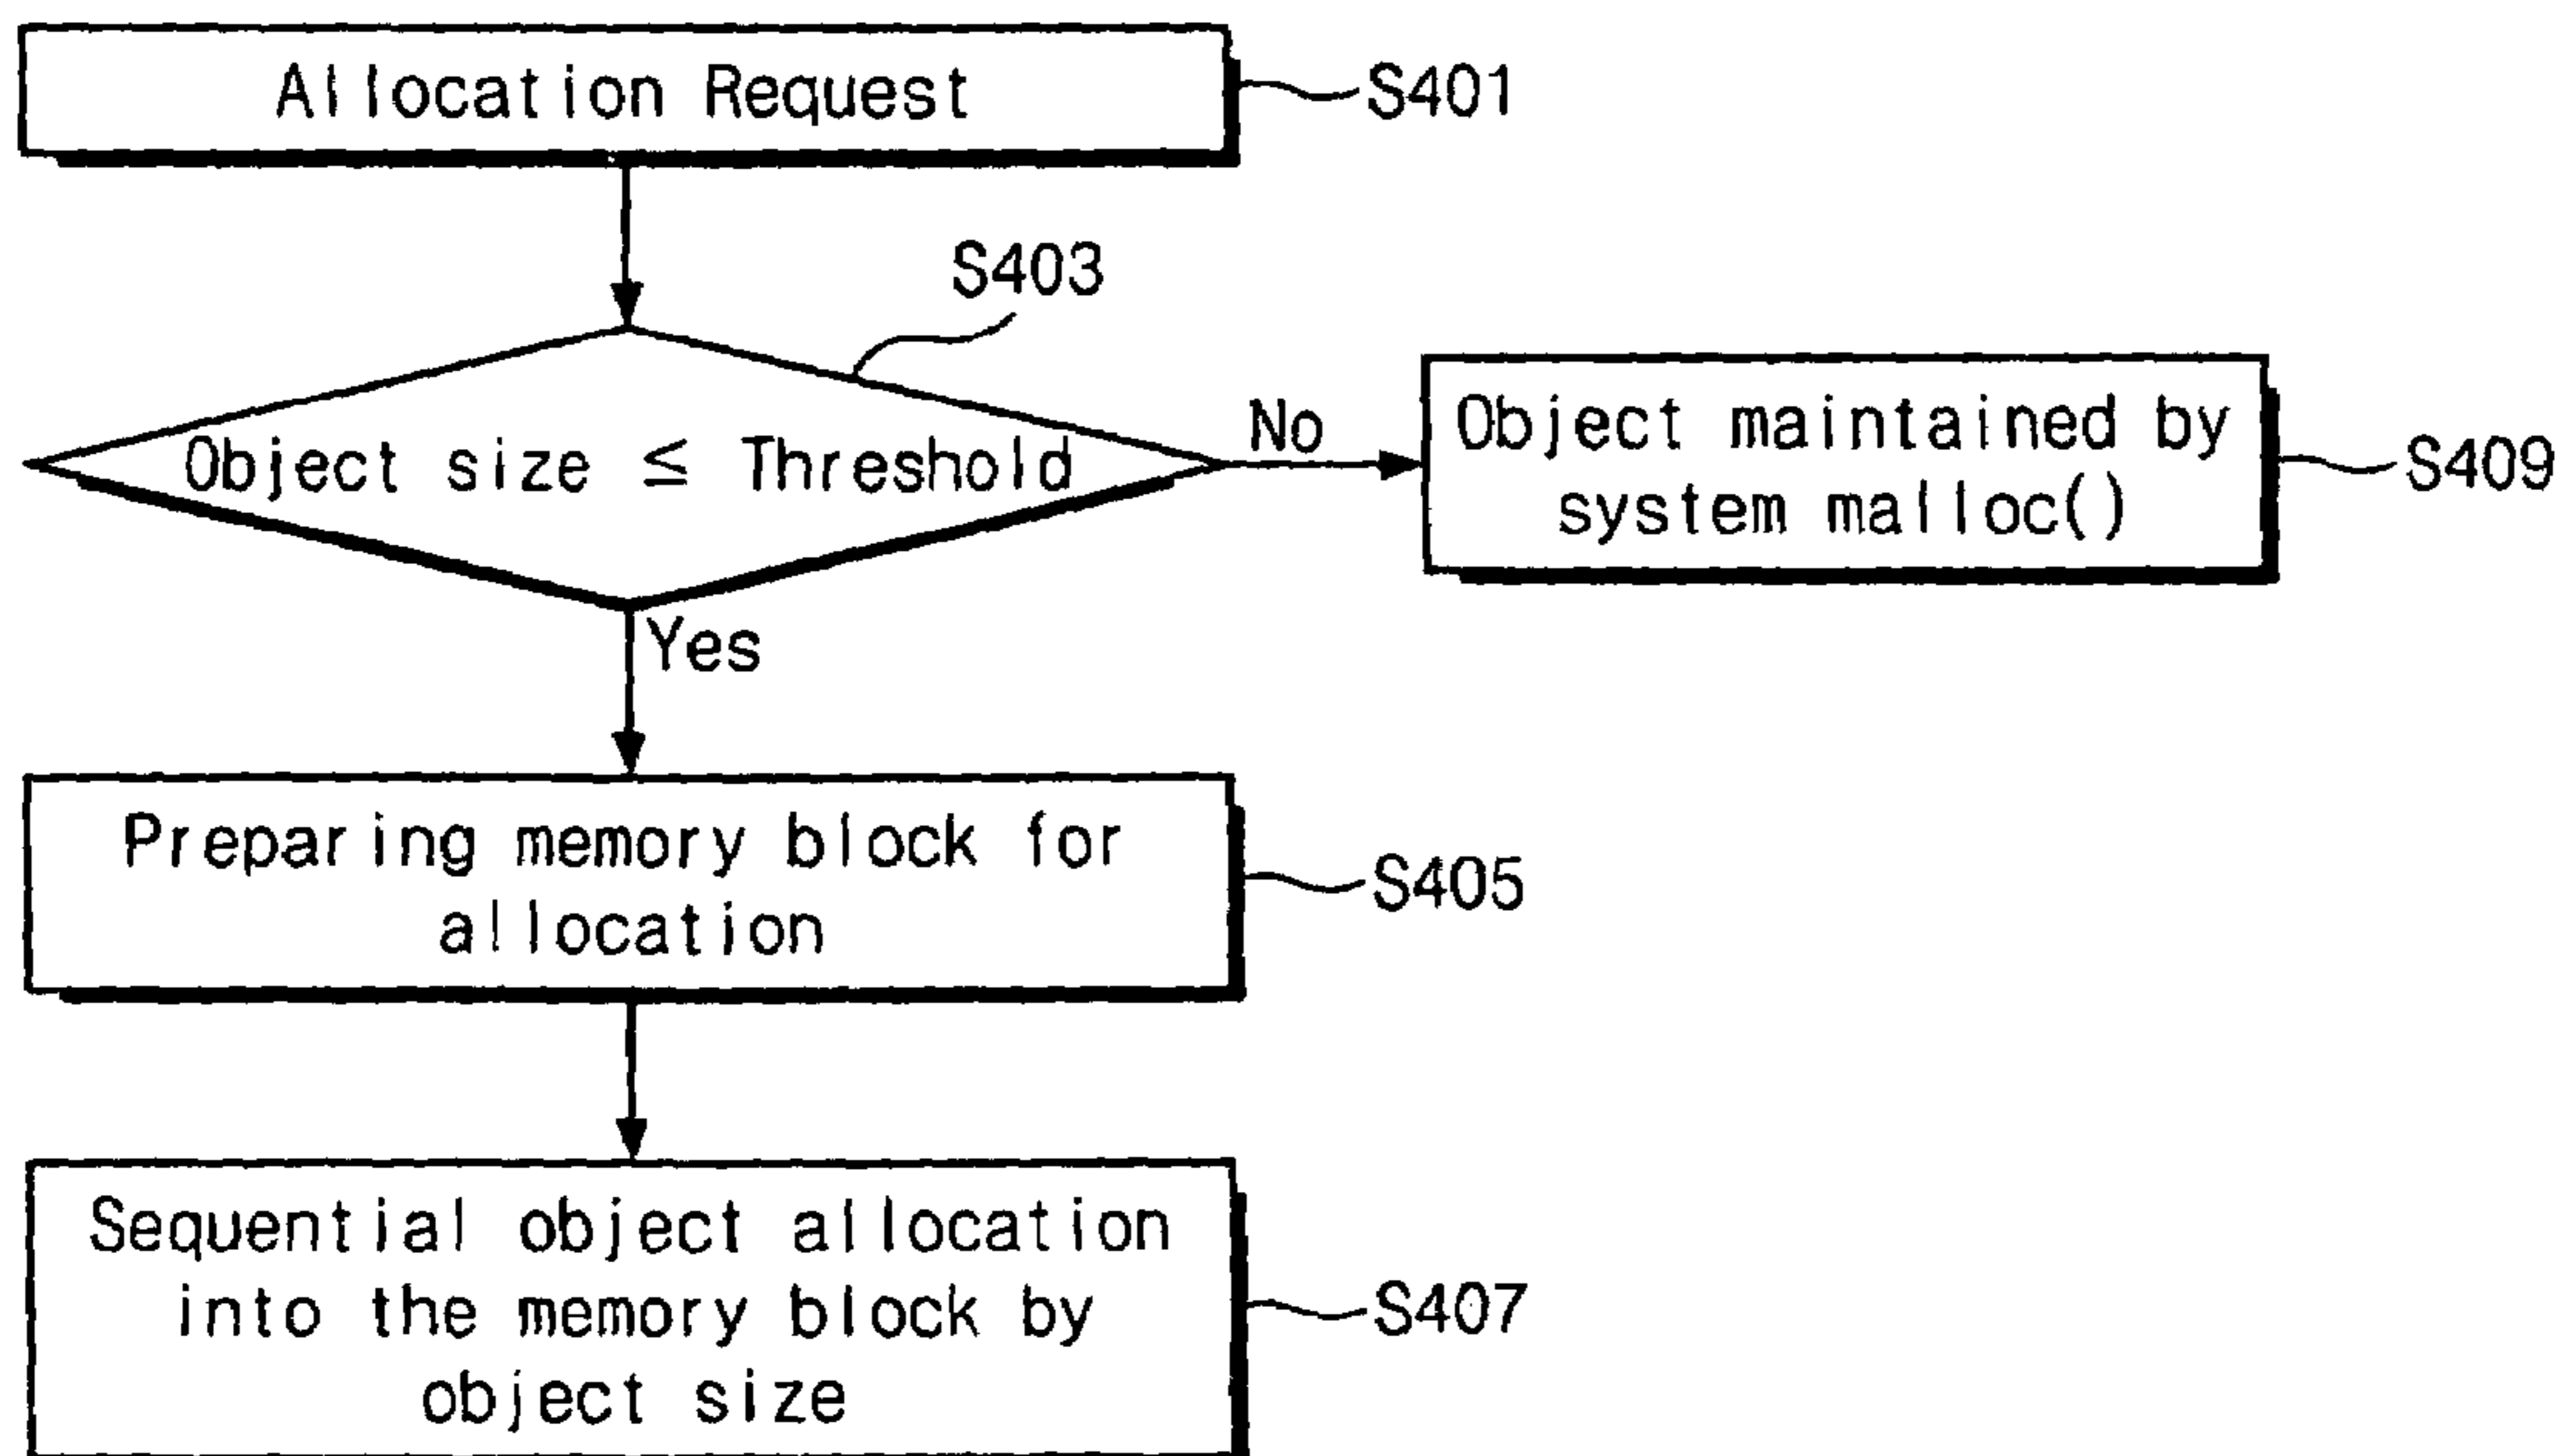 Allocation Request
S401
S403
Object size ≤ Threshold
No
Object maintained by
system malloc()
S409
Yes
Preparing memory block for
allocation
S405
Sequential object allocation
into the memory block by
object size
S407